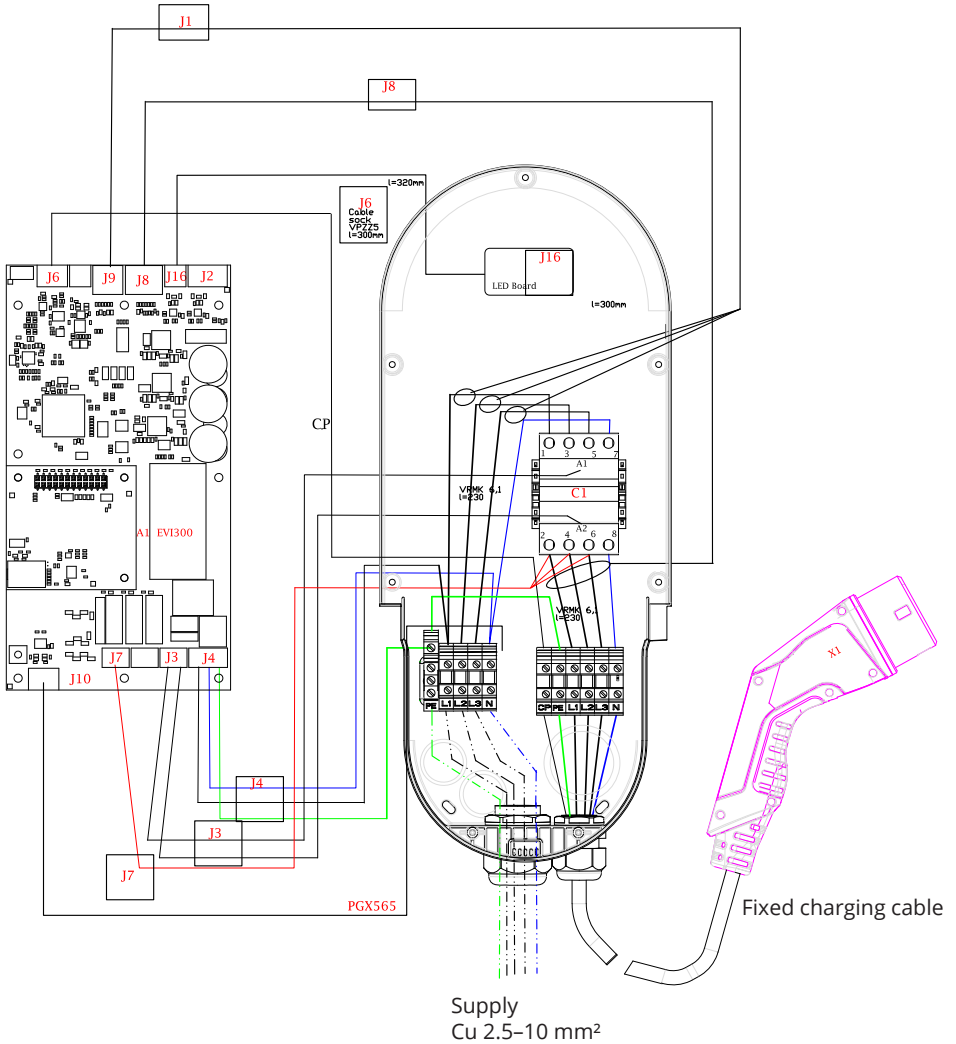 J1
J8
l=320mm
J6
Cable
sock
VPZZ5
l=300mm
J6
J9
J8
J16
J2
J16
LED Board
l=300mm
CP
1
3
5
7
A1
VRMK 6,1
l=230
C1
A2
2
4
6
8
A1 EVI300
VRMK 6,1
l=230
J7
J3
J4
J10
X1
PE
L1
L2
L3
N
CP
PE
L1
L2
L3
N
J4
J3
J7
PGX565
Fixed charging cable
Supply
Cu 2.5–10 mm²